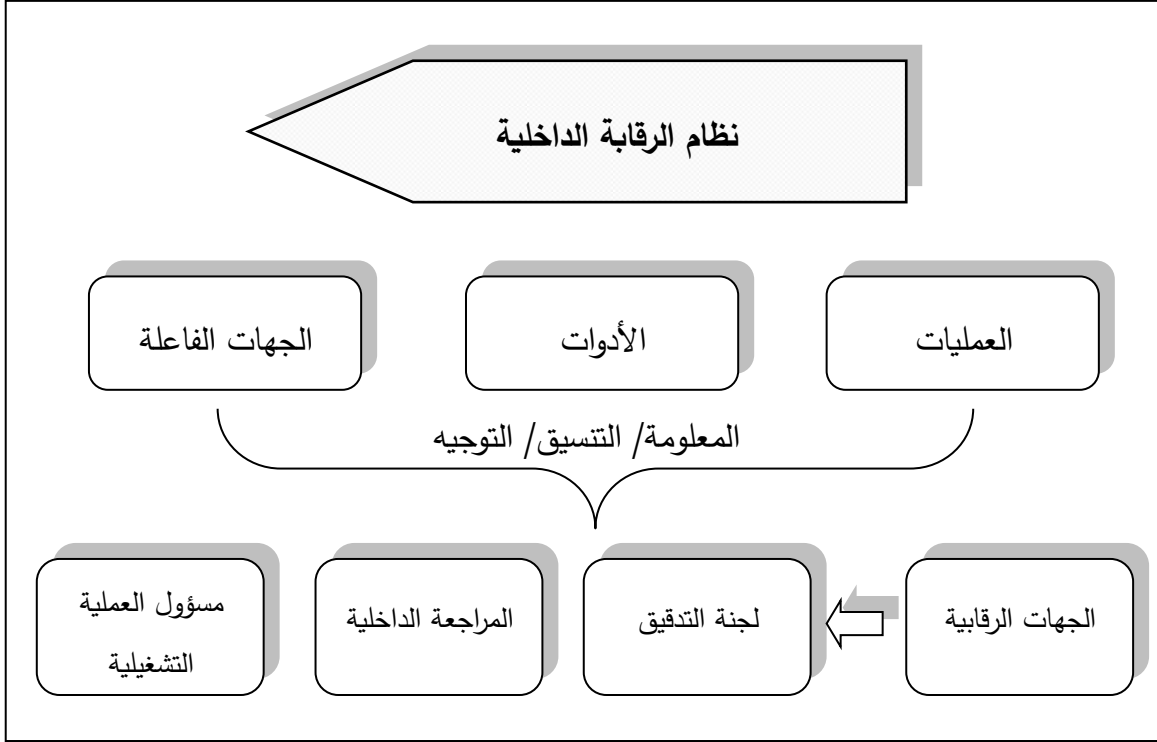 نظام الرقابة الداخلية
العمليات
الأدوات
الجهات الفاعلة
المعلومة/ التنسيق/ التوجيه
الجهات الرقابية
لجنة التدقيق
المراجعة الداخلية
مسؤول العملية
التشغيلية